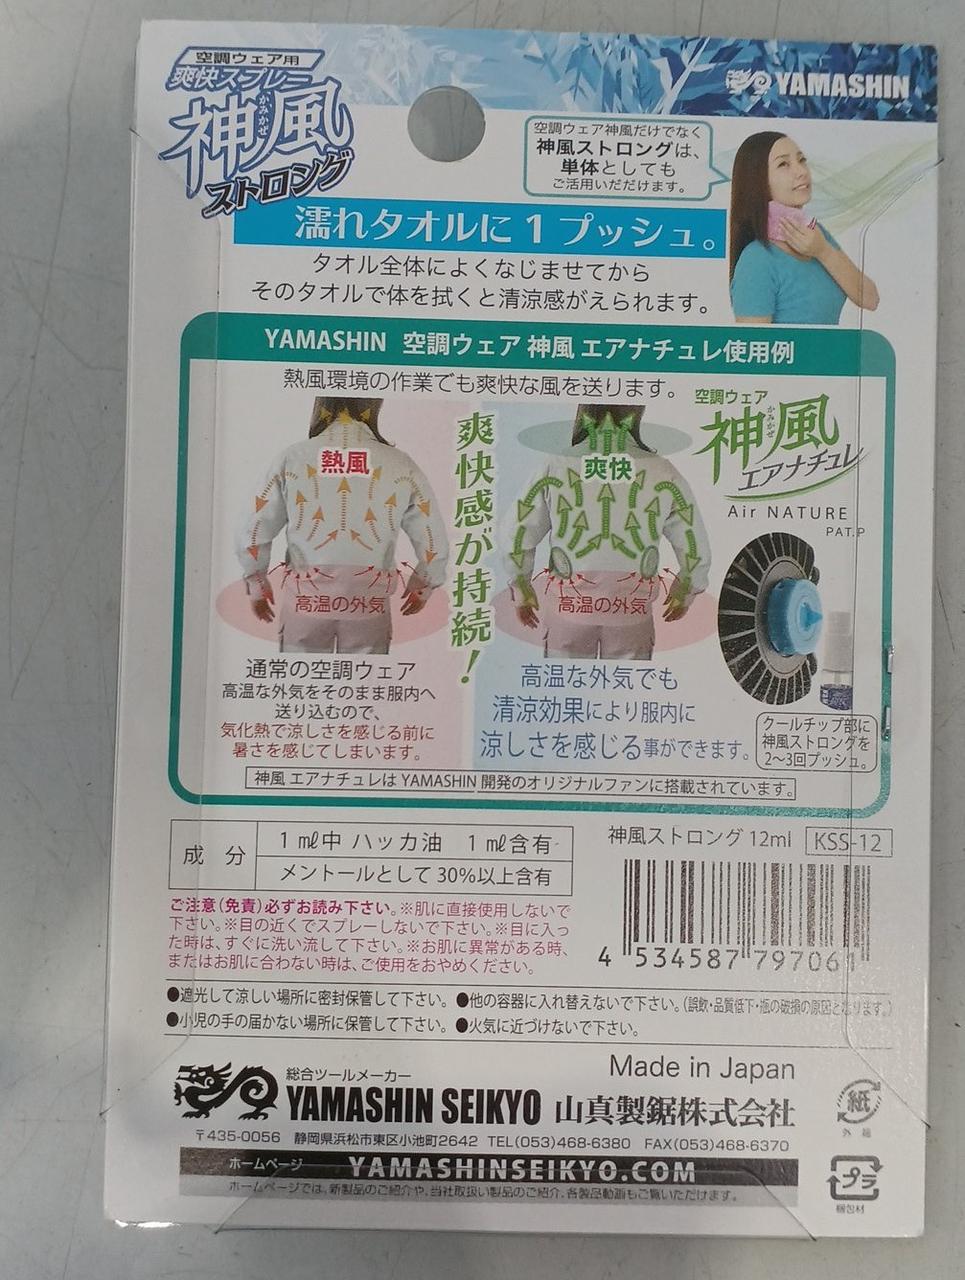 空調ウェア用
爽快スプレー
かみかぜ
神風
ストロング
YAMASHIN
空調ウェア神風だけでなく
神風ストロングは、
単体としても
ご活用いただけます。
濡れタオルに1プッシュ。
タオル全体によくなじませてから
そのタオルで体を拭くと清涼感がえられます。
YAMASHIN 空調ウェア 神風 エアナチュレ使用例
熱風環境の作業でも爽快な風を送ります。
熱風
高温の外気
爽快感が持続!
爽快
高温の外気
空調ウェア
かみかぜ
神風
エアナチュレ
Air NATURE
PAT.P
通常の空調ウェア
高温な外気をそのまま服内へ
送り込むので、
気化熱で涼しさを感じる前に
暑さを感じてしまいます。
高温な外気でも
清涼効果により服内に
涼しさを感じる事ができます。
クールチップ部に
神風ストロングを
2〜3回プッシュ。
神風 エアナチュレはYAMASHIN開発のオリジナルファンに搭載されています。
成分
1㎖中 ハッカ油 1㎖含有
メントールとして30%以上含有
神風ストロング12ml KSS-12
4 534587 797061
ご注意(免責)必ずお読み下さい。※肌に直接使用しないで
下さい。※目の近くでスプレーしないで下さい。※目に入っ
た時は、すぐに洗い流して下さい。※お肌に異常がある時、
またはお肌に合わない時は、ご使用をおやめください。
●遮光して涼しい場所に密封保管して下さい。●他の容器に入れ替えないで下さい。(誤飲・品質低下・瓶の破損の原因となります。)
●小児の手の届かない場所に保管して下さい。●火気に近づけないで下さい。
Made in Japan
総合ツールメーカー
YAMASHIN SEIKYO 山真製鋸株式会社
〒435-0056 静岡県浜松市東区小池町2642 TEL(053)468-6380 FAX(053)468-6370
ホームページ YAMASHINSEIKYO.COM
ホームページでは、新製品のご紹介や、当社取扱い製品のご紹介、各製品動画もご覧いただけます。
紙
外箱
プラ
梱包材